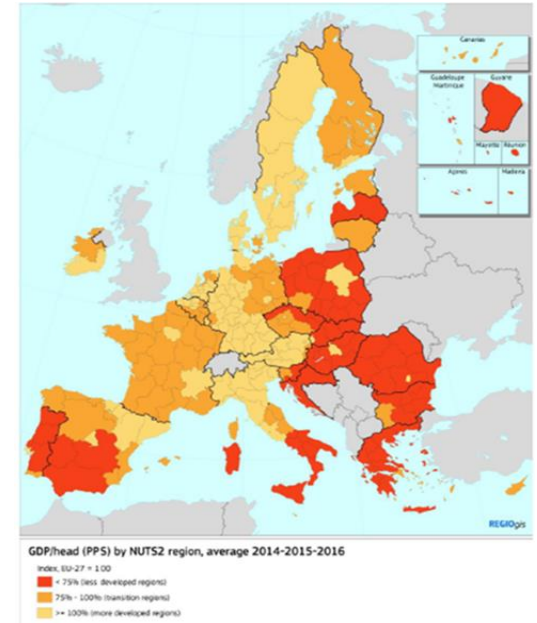 Canarias
Guadeloupe
Martinique
Guyane
Mayotte
Réunion
Açores
Madeira
REGIOgis
GDP/head (PPS) by NUTS2 region, average 2014-2015-2016
Index, EU-27 = 100
< 75% (less developed regions)
75% - 100% (transition regions)
>= 100% (more developed regions)